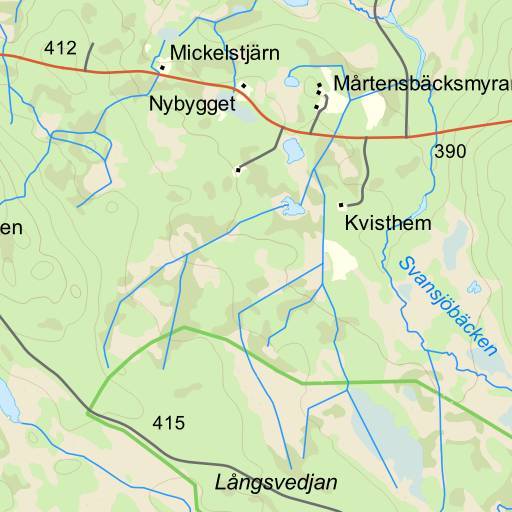 412
Mickelstjärn
Mårtensbäcksmyran
Nybygget
390
Kvisthem
en
Svansjöbäcken
415
Långsvedjan